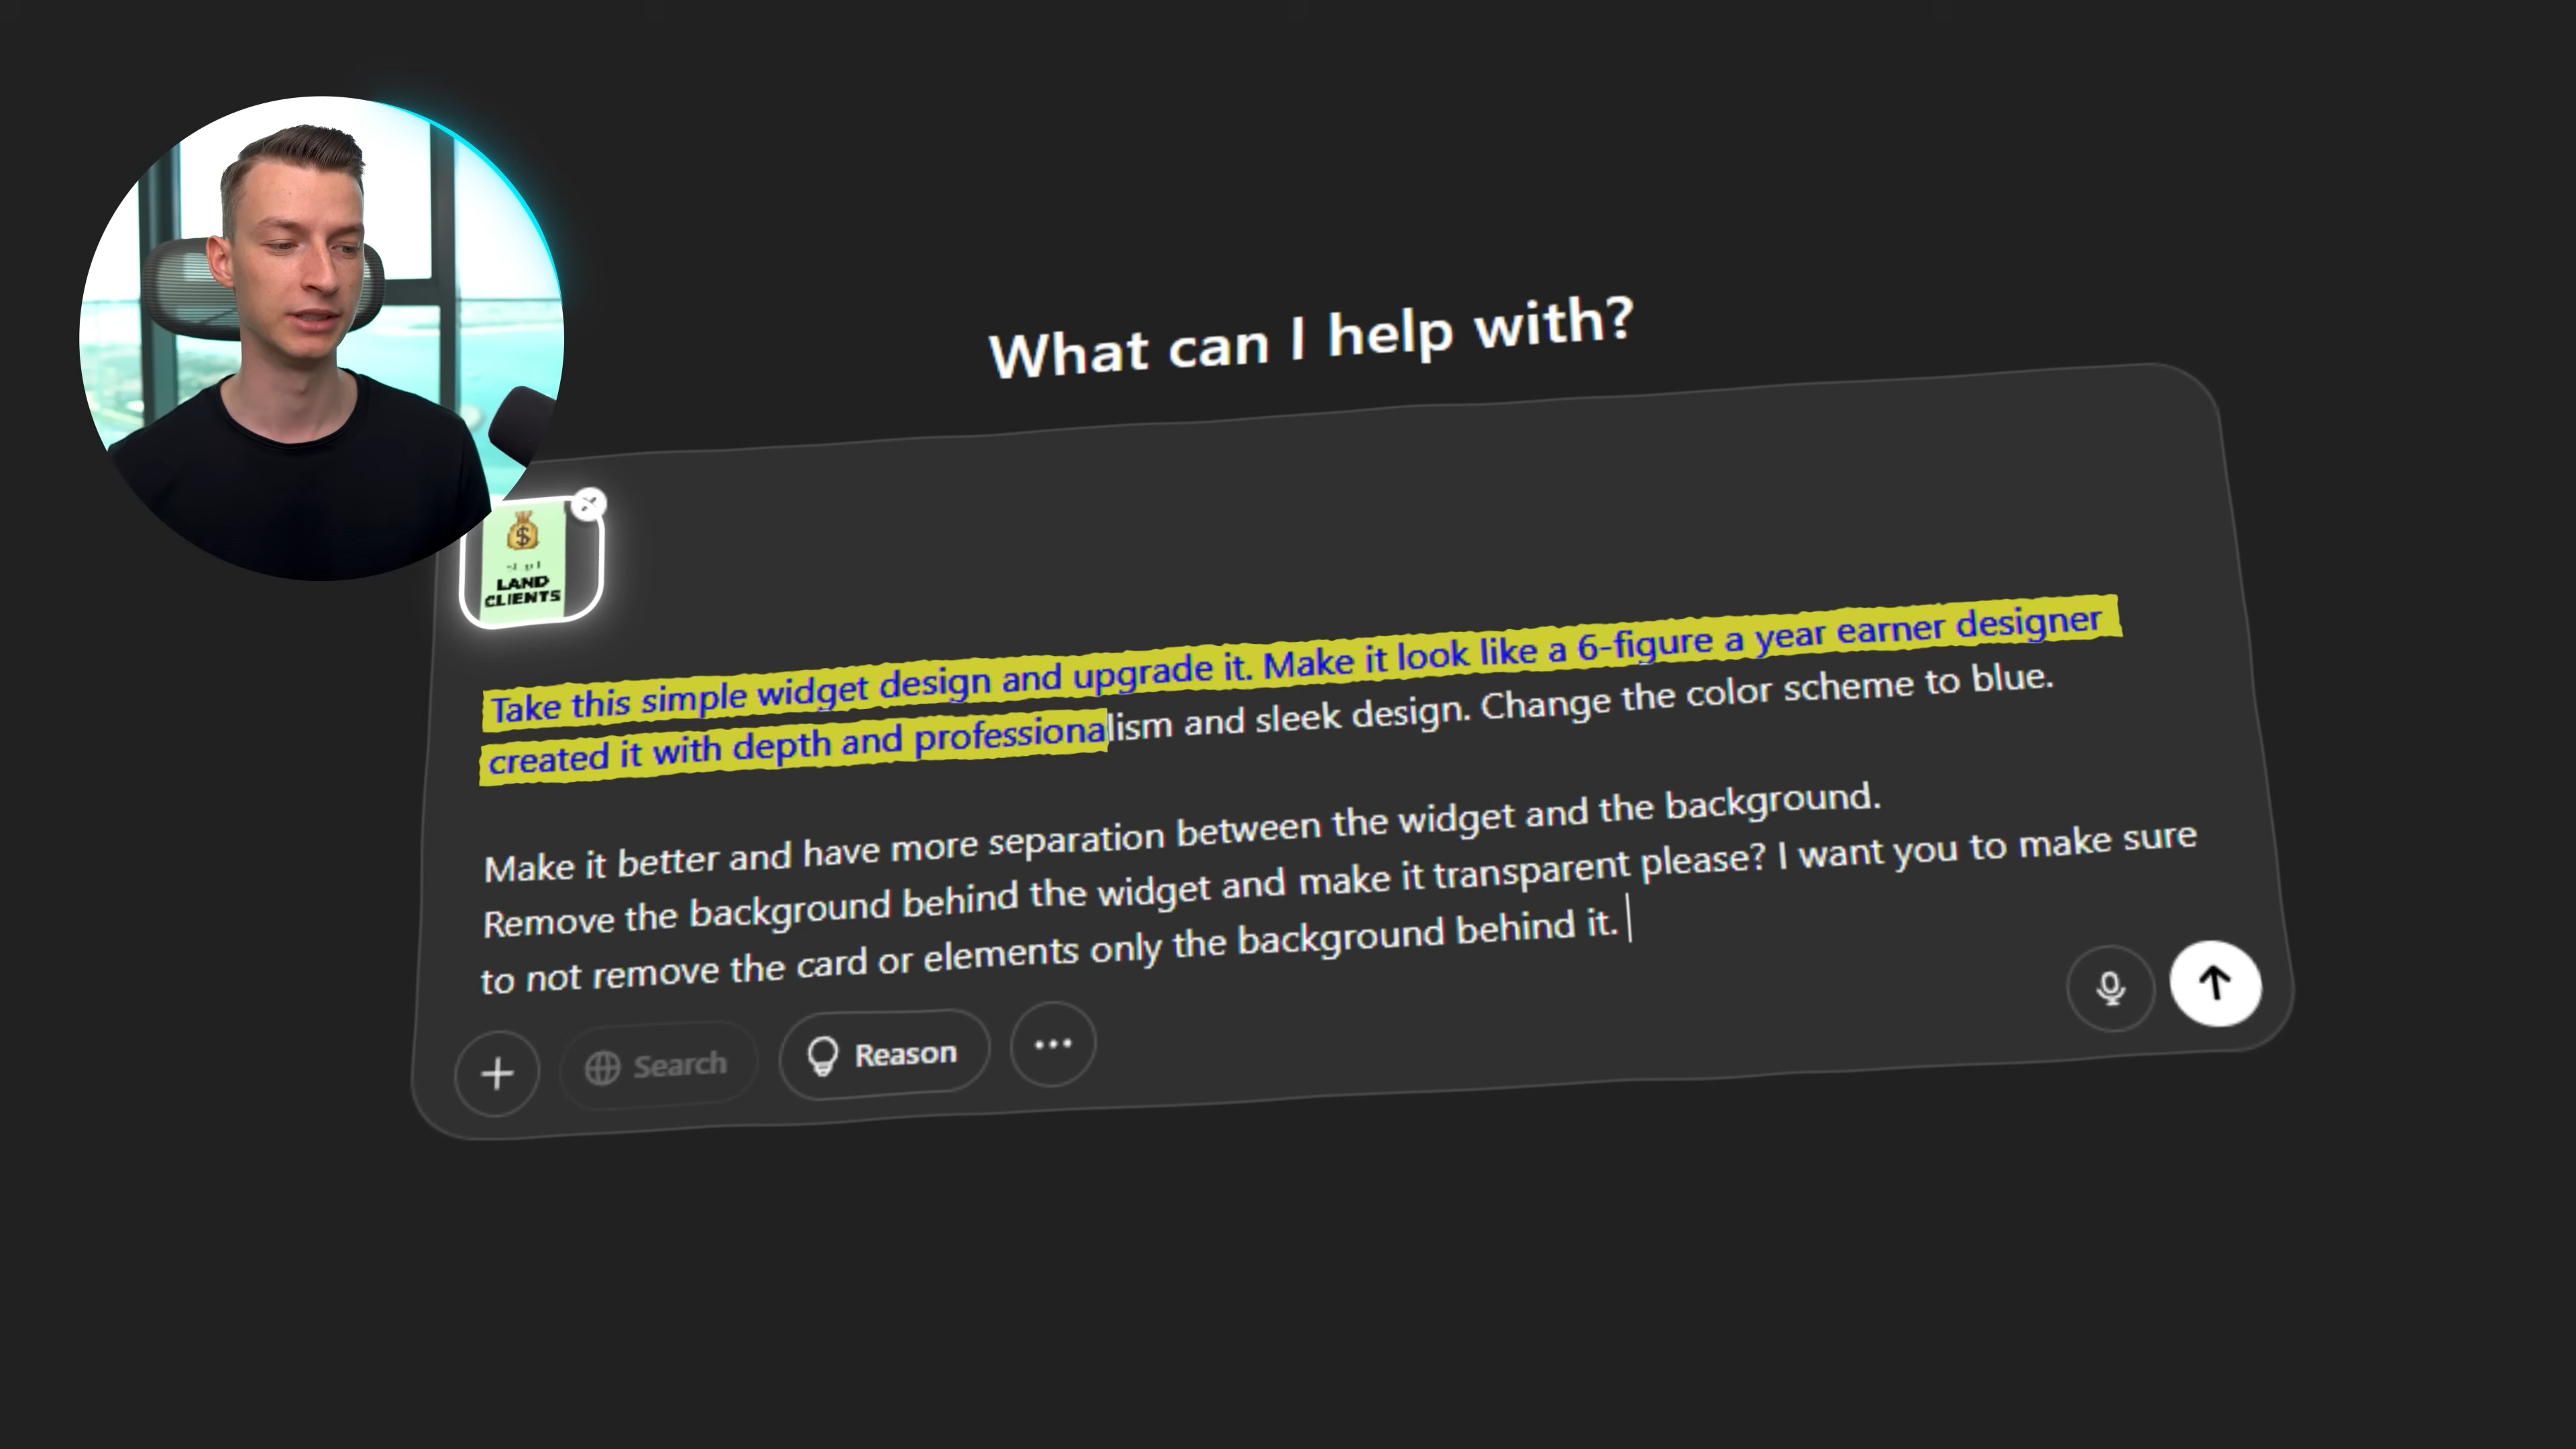 What can I help with?
$
LAND
CLIENTS
Take this simple widget design and upgrade it. Make it look like a 6-figure a year earner designer
created it with depth and professionalism and sleek design. Change the color scheme to blue.
Make it better and have more separation between the widget and the background.
Remove the background behind the widget and make it transparent please? I want you to make sure
to not remove the card or elements only the background behind it.
Search
Reason